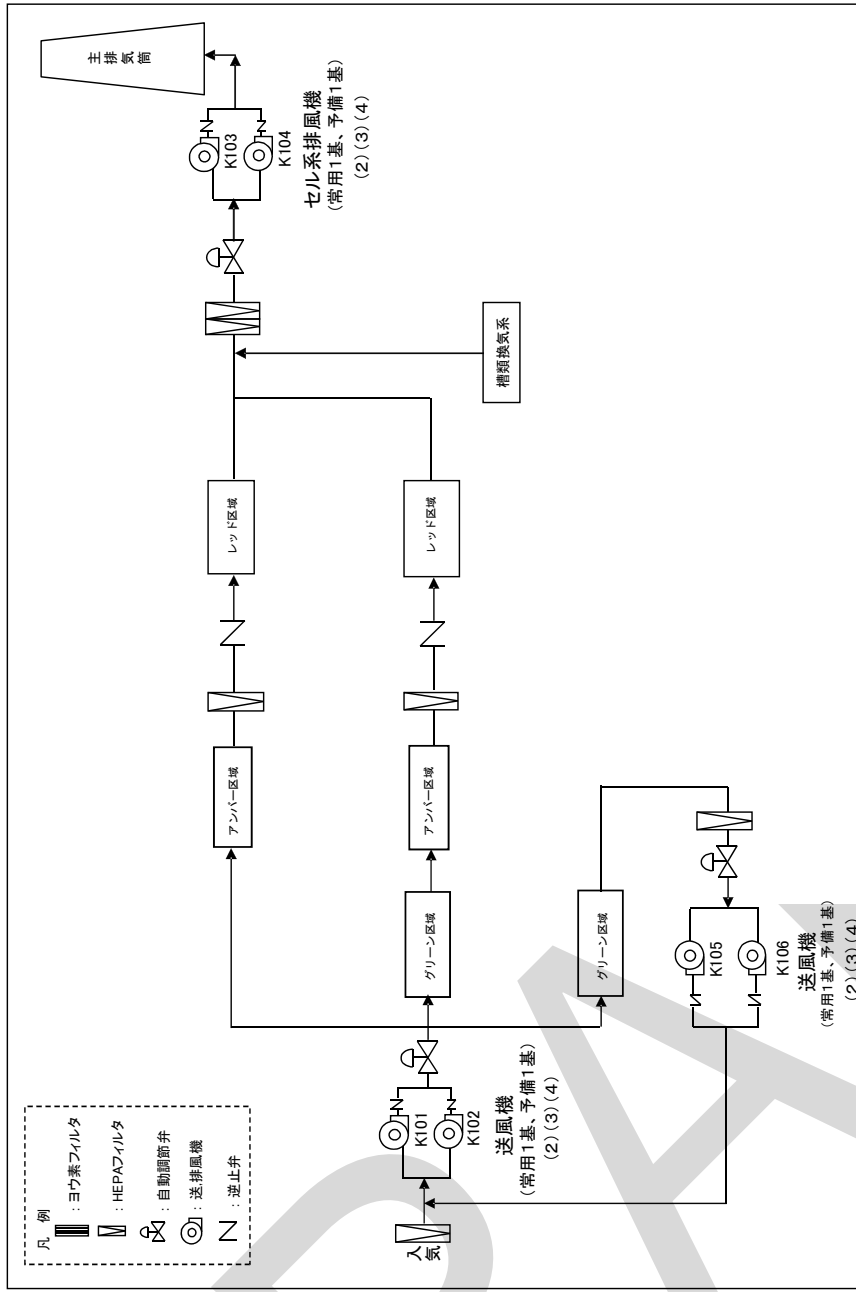 凡 例
：ヨウ素フィルタ
：HEPAフィルタ
：自動調節弁
：送,排風機
：逆止弁
入気
K101
K102
送風機
(常用1基、予備1基)
(2)(3)(4)
グリーン区域
アンバー区域
レッド区域
アンバー区域
レッド区域
グリーン区域
K105
K106
送風機
(常用1基、予備1基)
(2)(3)(4)
槽類換気系
K103
K104
セル系排風機
(常用1基、予備1基)
(2)(3)(4)
主排気筒